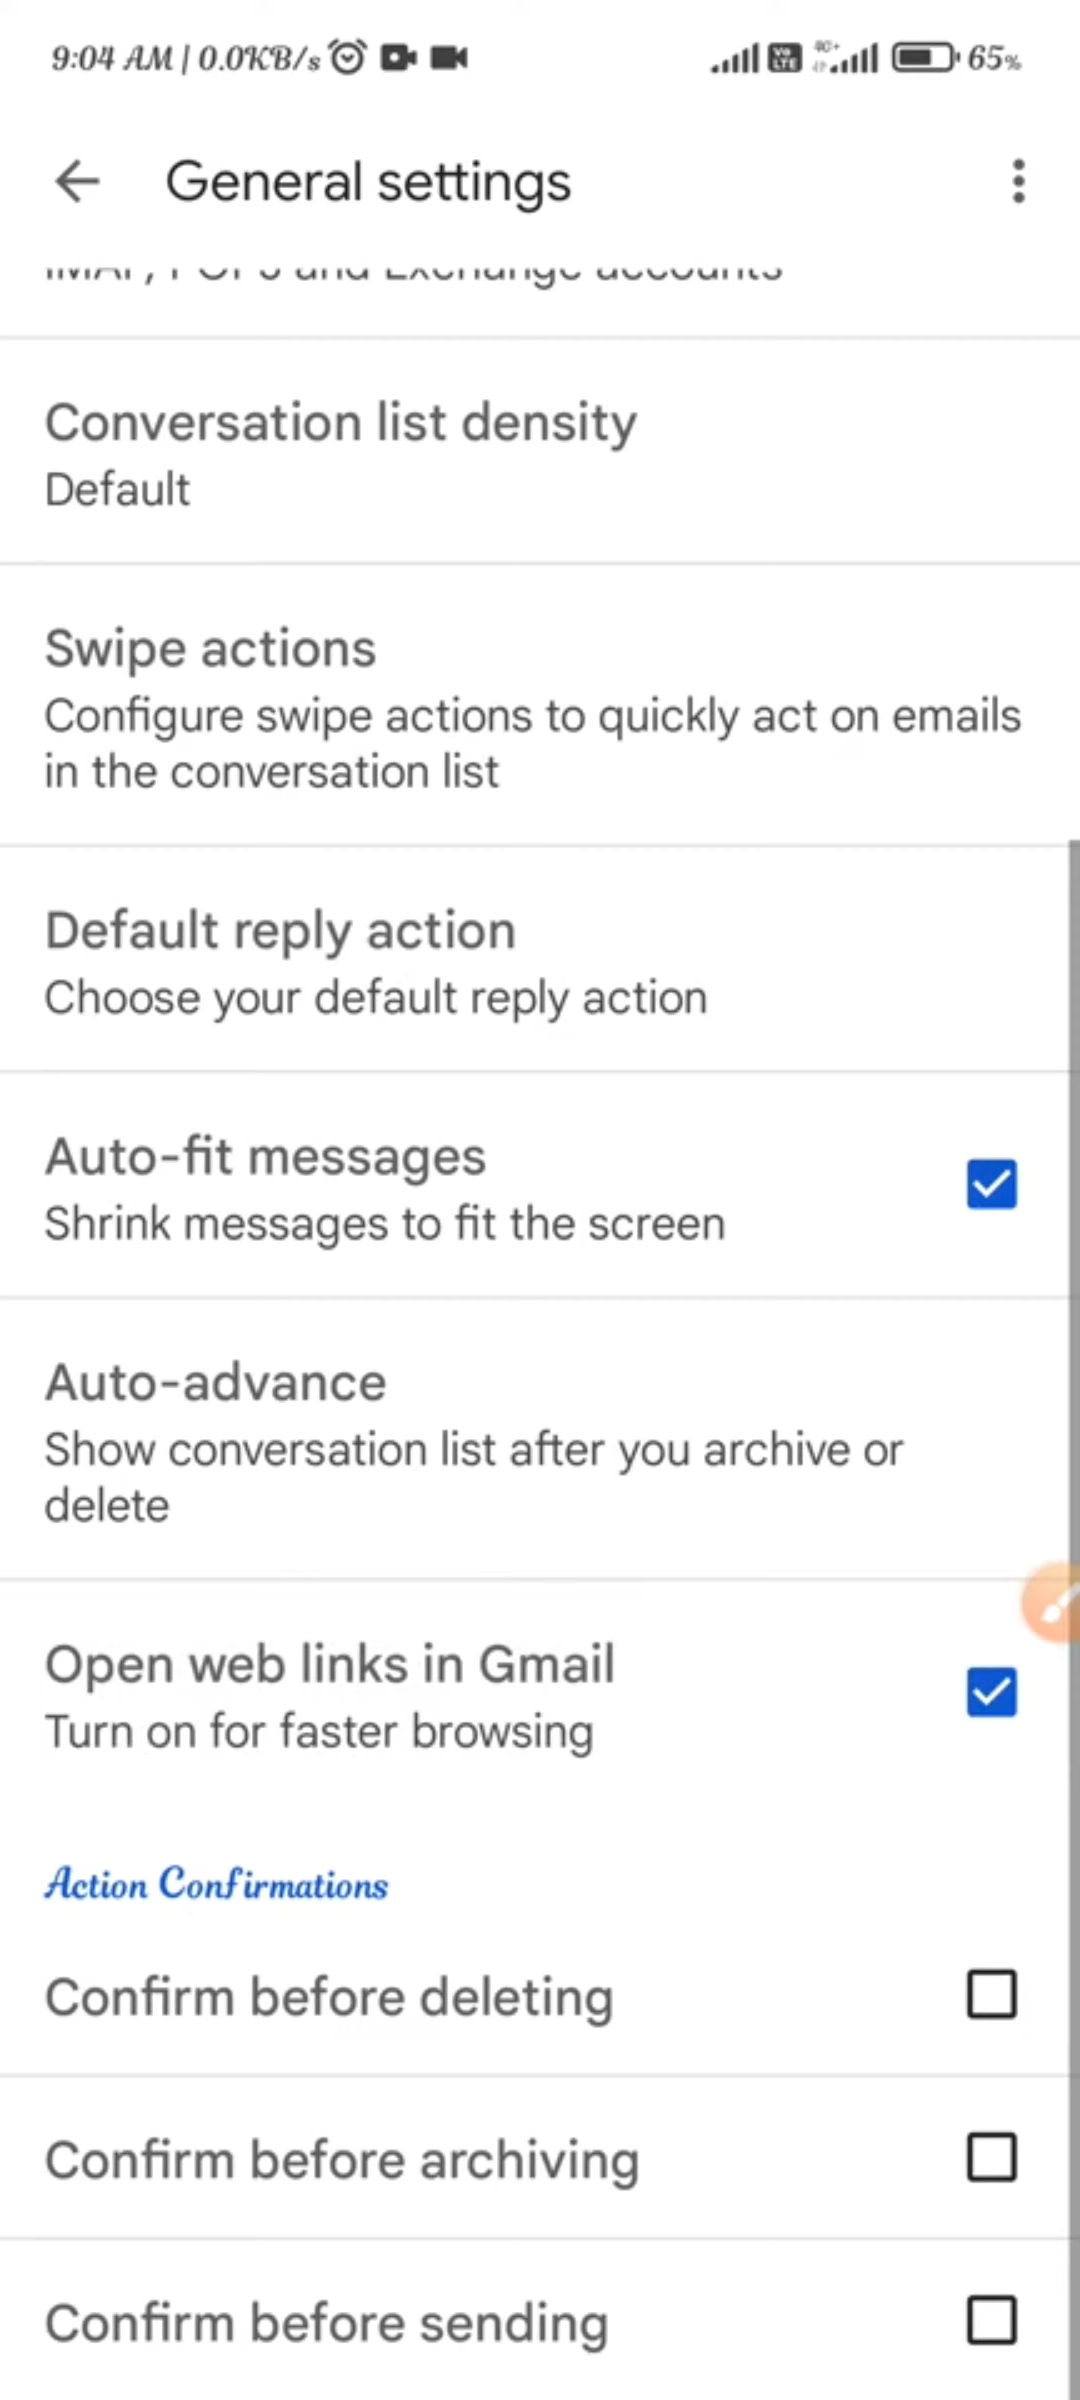 9:04 AM | 0.0KB/s Vo LTE 4G+ 65%
General settings
Conversation list density
Default
Swipe actions
Configure swipe actions to quickly act on emails
in the conversation list
Default reply action
Choose your default reply action
Auto-fit messages
Shrink messages to fit the screen
Auto-advance
Show conversation list after you archive or
delete
Open web links in Gmail
Turn on for faster browsing
Action Confirmations
Confirm before deleting
Confirm before archiving
Confirm before sending